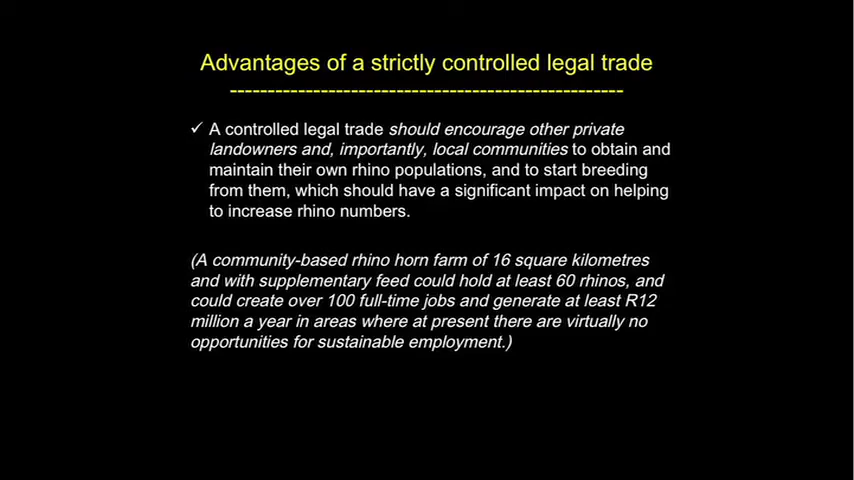 Advantages of a strictly controlled legal trade
----------------------------------------------------
✓ A controlled legal trade should encourage other private
landowners and, importantly, local communities to obtain and
maintain their own rhino populations, and to start breeding
from them, which should have a significant impact on helping
to increase rhino numbers.
(A community-based rhino horn farm of 16 square kilometres
and with supplementary feed could hold at least 60 rhinos, and
could create over 100 full-time jobs and generate at least R12
million a year in areas where at present there are virtually no
opportunities for sustainable employment.)